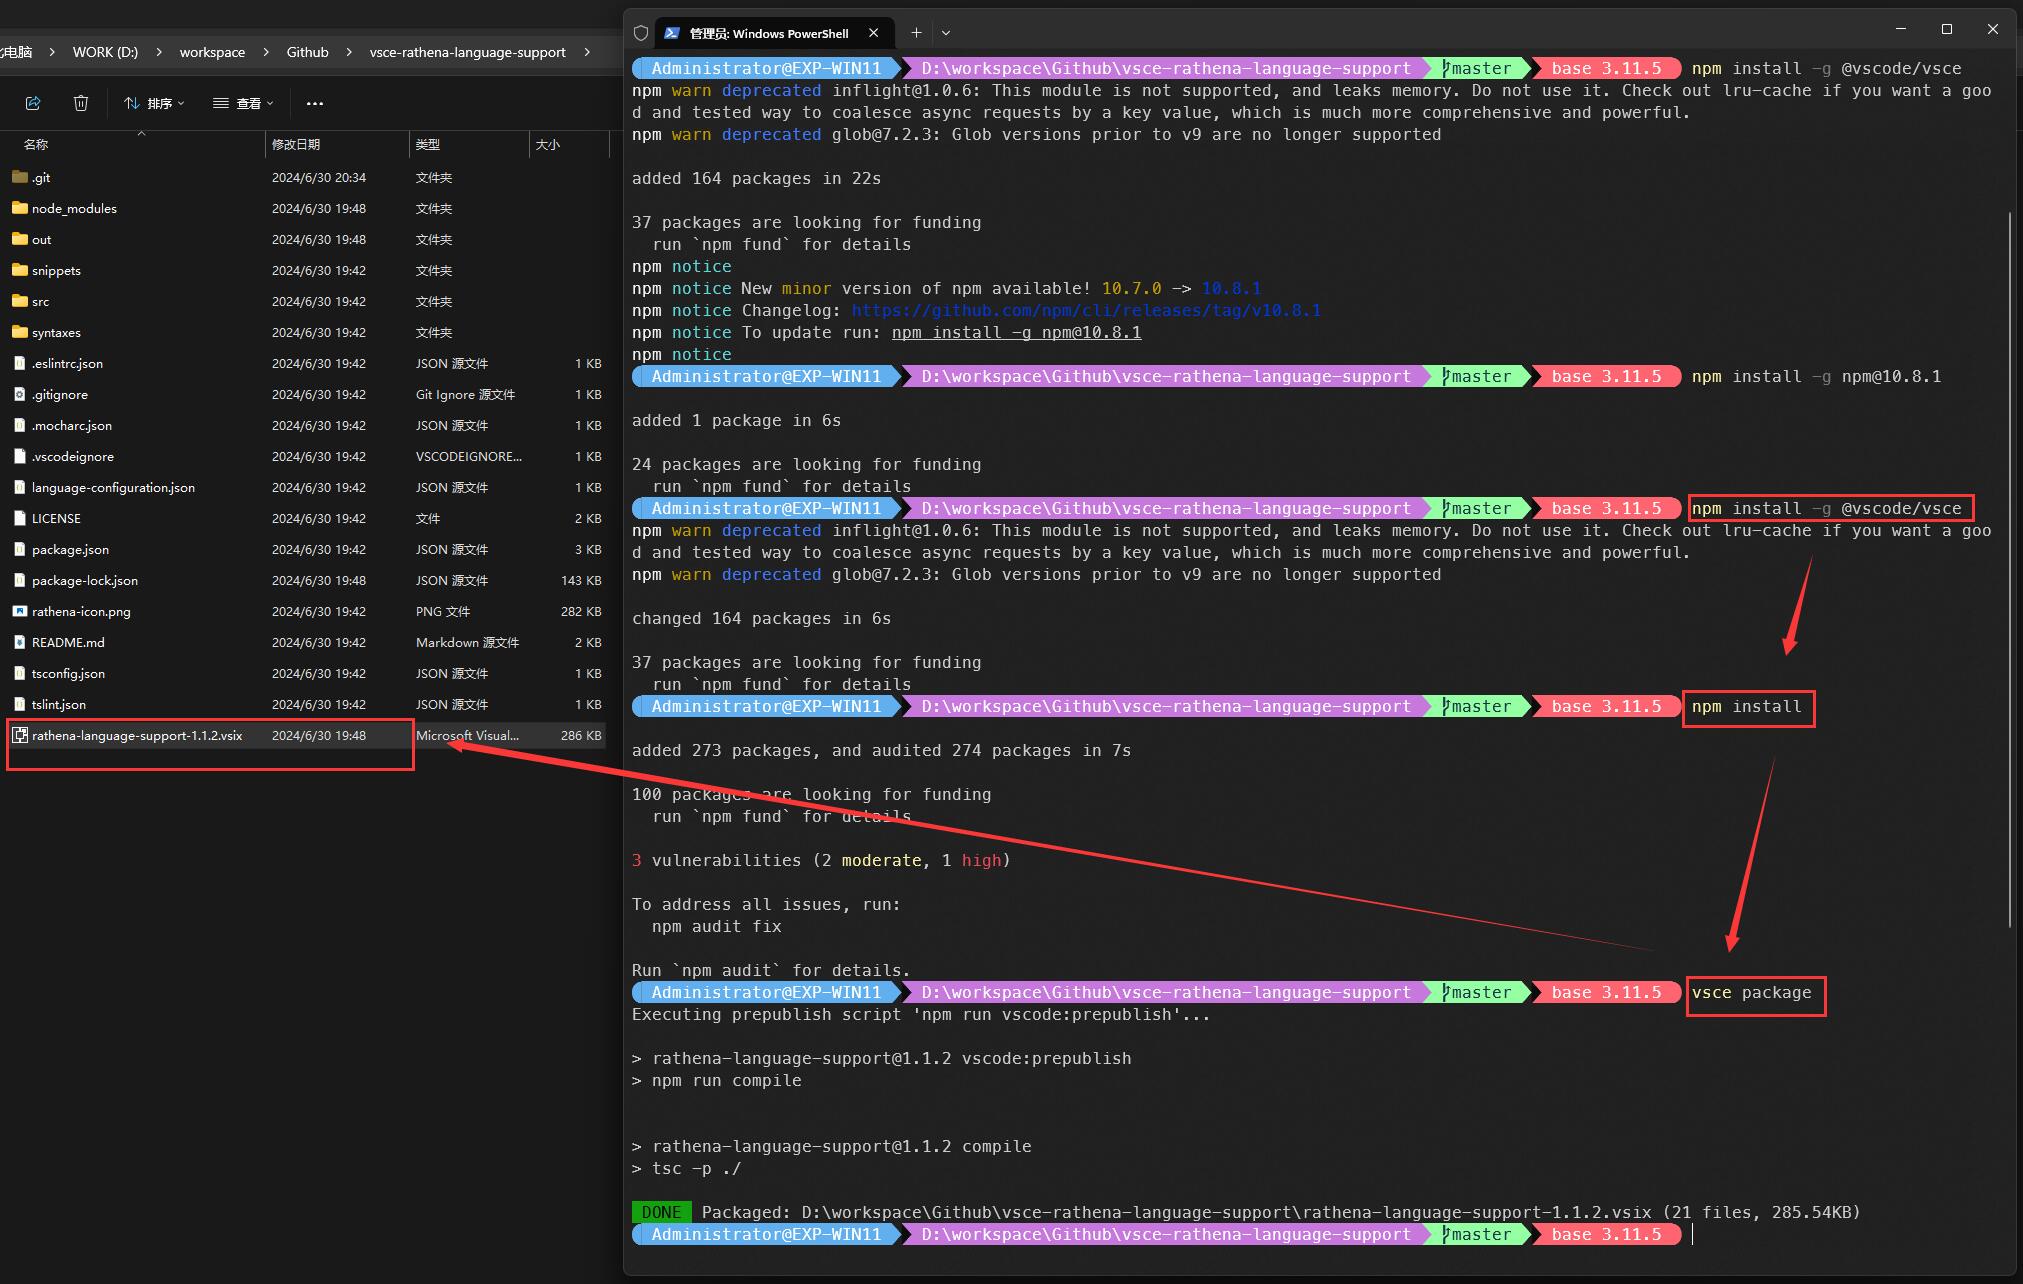 电脑 > WORK (D:) > workspace > Github > vsce-rathena-language-support >
排序 查看 ...
名称 修改日期 类型 大小
.git 2024/6/30 20:34 文件夹
node_modules 2024/6/30 19:48 文件夹
out 2024/6/30 19:48 文件夹
snippets 2024/6/30 19:42 文件夹
src 2024/6/30 19:42 文件夹
syntaxes 2024/6/30 19:42 文件夹
.eslintrc.json 2024/6/30 19:42 JSON 源文件 1 KB
.gitignore 2024/6/30 19:42 Git Ignore 源文件 1 KB
.mocharc.json 2024/6/30 19:42 JSON 源文件 1 KB
.vscodeignore 2024/6/30 19:42 VSCODEIGNORE... 1 KB
language-configuration.json 2024/6/30 19:42 JSON 源文件 1 KB
LICENSE 2024/6/30 19:42 文件 2 KB
package.json 2024/6/30 19:42 JSON 源文件 3 KB
package-lock.json 2024/6/30 19:48 JSON 源文件 143 KB
rathena-icon.png 2024/6/30 19:42 PNG 文件 282 KB
README.md 2024/6/30 19:42 Markdown 源文件 2 KB
tsconfig.json 2024/6/30 19:42 JSON 源文件 1 KB
tslint.json 2024/6/30 19:42 JSON 源文件 1 KB
rathena-language-support-1.1.2.vsix 2024/6/30 19:48 Microsoft Visual... 286 KB
管理员: Windows PowerShell
Administrator@EXP-WIN11 D:\workspace\Github\vsce-rathena-language-support master base 3.11.5 npm install -g @vscode/vsce
npm warn deprecated inflight@1.0.6: This module is not supported, and leaks memory. Do not use it. Check out lru-cache if you want a goo
d and tested way to coalesce async requests by a key value, which is much more comprehensive and powerful.
npm warn deprecated glob@7.2.3: Glob versions prior to v9 are no longer supported
added 164 packages in 22s
37 packages are looking for funding
run `npm fund` for details
npm notice
npm notice New minor version of npm available! 10.7.0 -> 10.8.1
npm notice Changelog: https://github.com/npm/cli/releases/tag/v10.8.1
npm notice To update run: npm install -g npm@10.8.1
npm notice
Administrator@EXP-WIN11 D:\workspace\Github\vsce-rathena-language-support master base 3.11.5 npm install -g npm@10.8.1
added 1 package in 6s
24 packages are looking for funding
run `npm fund` for details
Administrator@EXP-WIN11 D:\workspace\Github\vsce-rathena-language-support master base 3.11.5 npm install -g @vscode/vsce
npm warn deprecated inflight@1.0.6: This module is not supported, and leaks memory. Do not use it. Check out lru-cache if you want a goo
d and tested way to coalesce async requests by a key value, which is much more comprehensive and powerful.
npm warn deprecated glob@7.2.3: Glob versions prior to v9 are no longer supported
changed 164 packages in 6s
37 packages are looking for funding
run `npm fund` for details
Administrator@EXP-WIN11 D:\workspace\Github\vsce-rathena-language-support master base 3.11.5 npm install
added 273 packages, and audited 274 packages in 7s
100 packages are looking for funding
run `npm fund` for details
3 vulnerabilities (2 moderate, 1 high)
To address all issues, run:
npm audit fix
Run `npm audit` for details.
Administrator@EXP-WIN11 D:\workspace\Github\vsce-rathena-language-support master base 3.11.5 vsce package
Executing prepublish script 'npm run vscode:prepublish'...
> rathena-language-support@1.1.2 vscode:prepublish
> npm run compile
> rathena-language-support@1.1.2 compile
> tsc -p ./
DONE Packaged: D:\workspace\Github\vsce-rathena-language-support\rathena-language-support-1.1.2.vsix (21 files, 285.54KB)
Administrator@EXP-WIN11 D:\workspace\Github\vsce-rathena-language-support master base 3.11.5